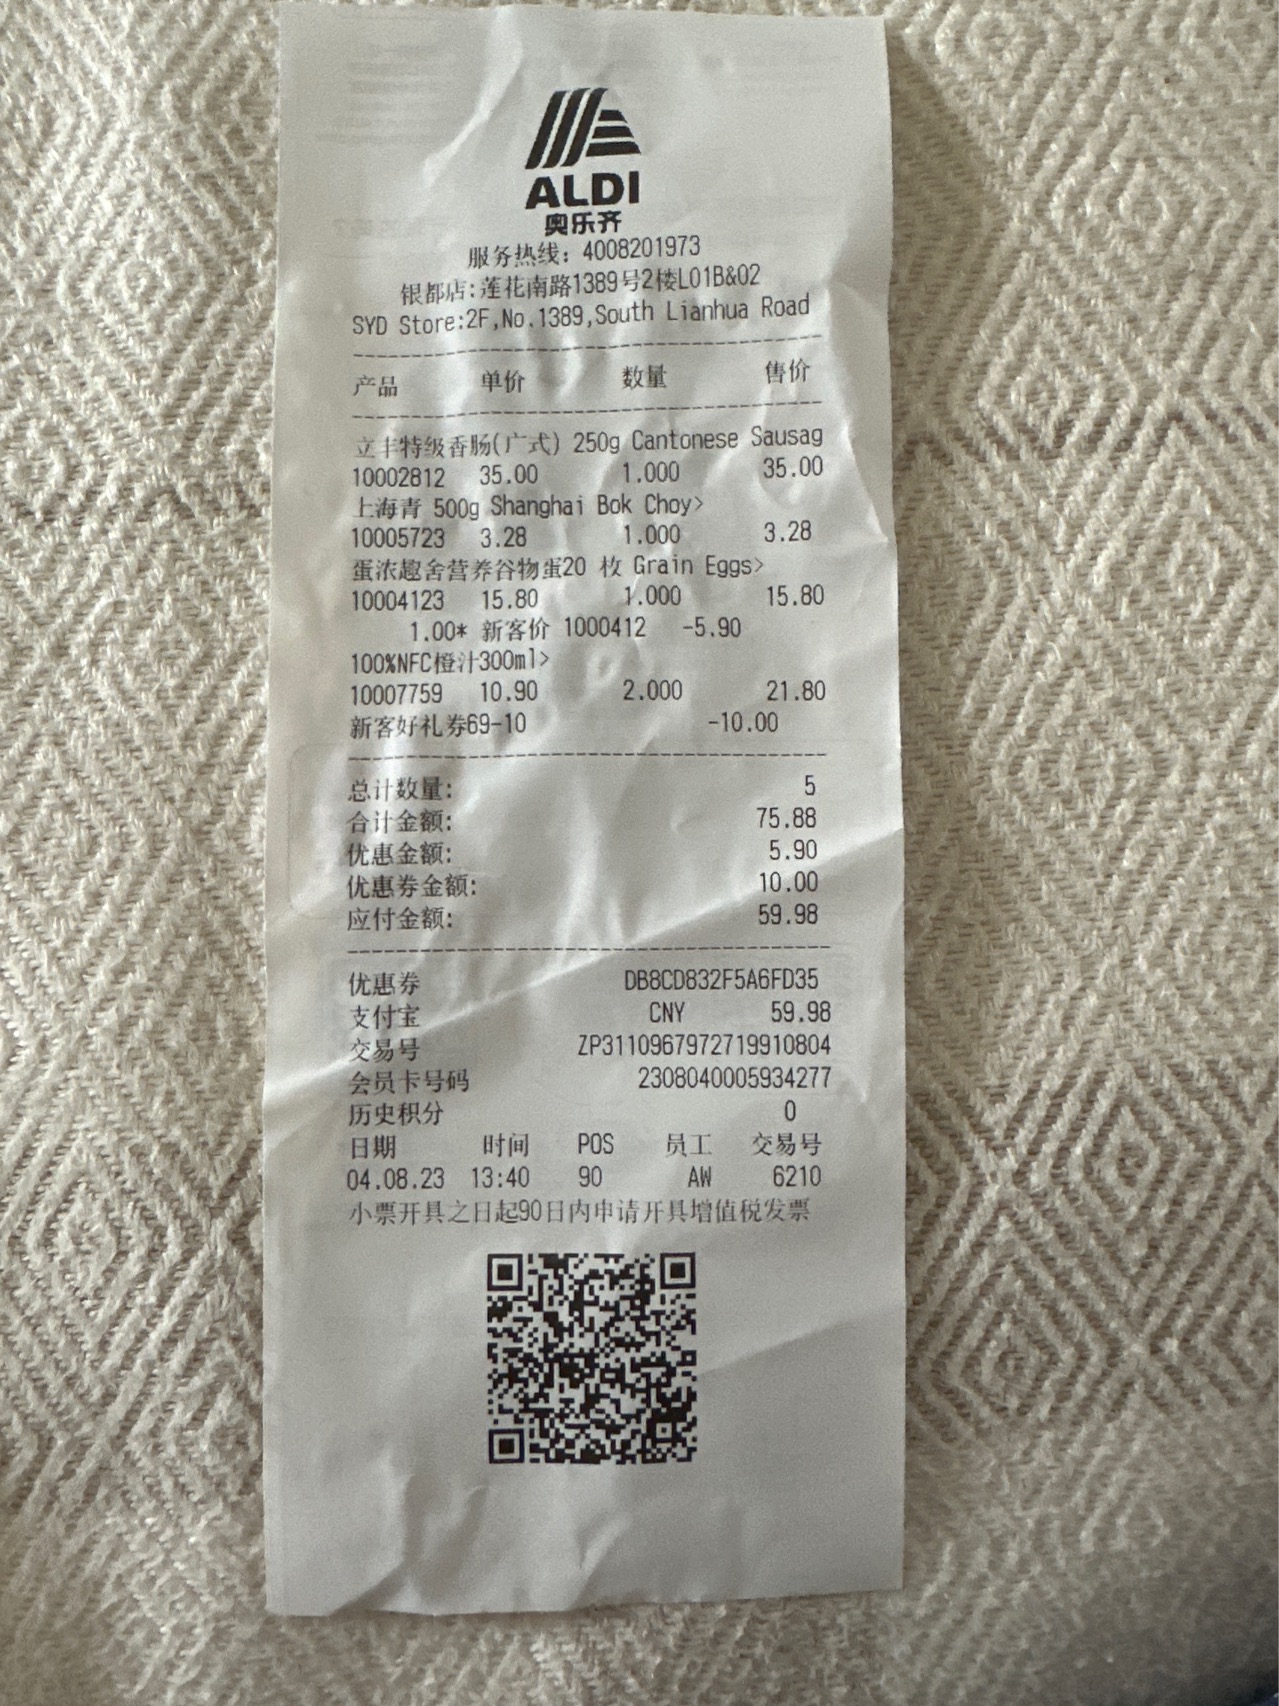 ALDI
奥乐齐
服务热线: 4008201973
银都店:莲花南路1389号2楼L01B&02
SYD Store:2F,No.1389,South Lianhua Road
产品 单价 数量 售价
立丰特级香肠(广式) 250g Cantonese Sausag
10002812 35.00 1.000 35.00
上海青 500g Shanghai Bok Choy>
10005723 3.28 1.000 3.28
蛋浓趣舍营养谷物蛋20 枚 Grain Eggs>
10004123 15.80 1.000 15.80
1.00* 新客价 1000412 -5.90
100%NFC橙汁300ml>
10007759 10.90 2.000 21.80
新客好礼券69-10 -10.00
总计数量: 5
合计金额: 75.88
优惠金额: 5.90
优惠券金额: 10.00
应付金额: 59.98
优惠券 DB8CD832F5A6FD35
支付宝 CNY 59.98
交易号 ZP3110967972719910804
会员卡号码 2308040005934277
历史积分 0
日期 时间 POS 员工 交易号
04.08.23 13:40 90 AW 6210
小票开具之日起90日内申请开具增值税发票